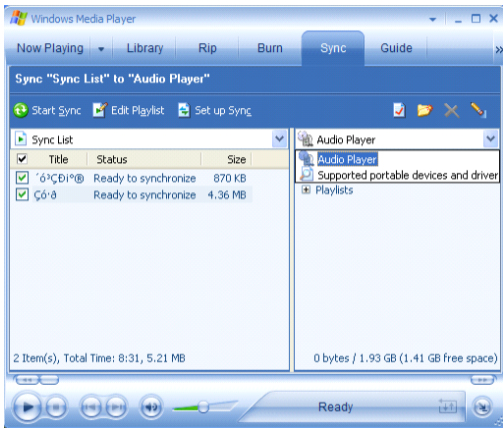 Windows Media Player
Now Playing Library Rip Burn Sync Guide »
Sync "Sync List" to "Audio Player"
Start Sync Edit Playlist Set up Sync
Sync List
Title Status Size
´ó³ÇÐ¡°® Ready to synchronize 870 KB
Çó·ð Ready to synchronize 4.36 MB
Audio Player
Audio Player
Supported portable devices and driver
Playlists
2 Item(s), Total Time: 8:31, 5.21 MB
0 bytes / 1.93 GB (1.41 GB free space)
Ready